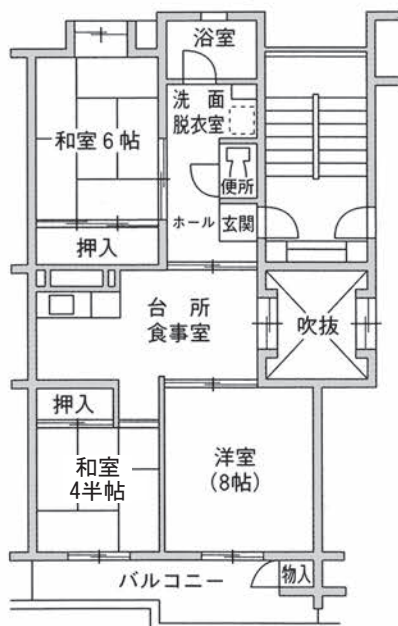 浴室
洗面
脱衣室
和室6帖
便所
ホール
玄関
押入
台所
食事室
吹抜
押入
和室
4半帖
洋室
(8帖)
バルコニー
物入